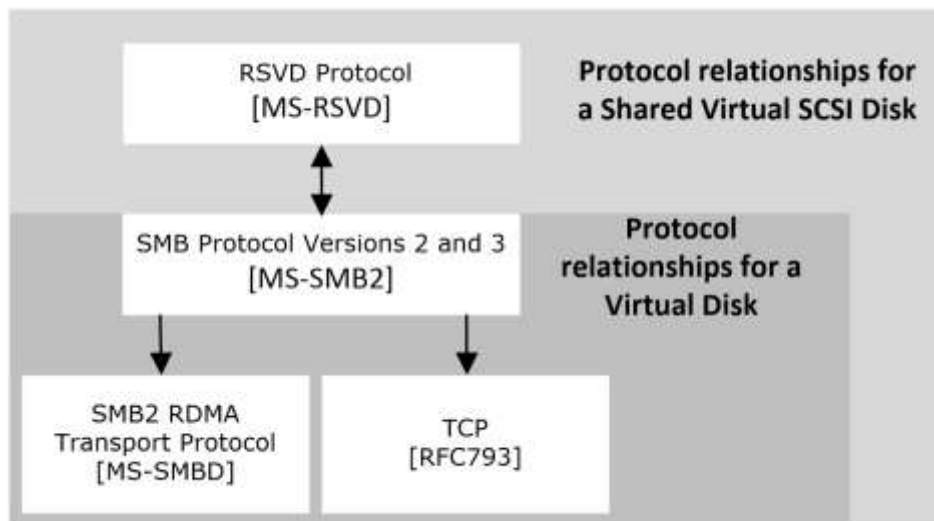 RSVD Protocol
[MS-RSVD]
Protocol relationships for
a Shared Virtual SCSI Disk
SMB Protocol Versions 2 and 3
[MS-SMB2]
Protocol
relationships for a
Virtual Disk
SMB2 RDMA
Transport Protocol
[MS-SMBD]
TCP
[RFC793]